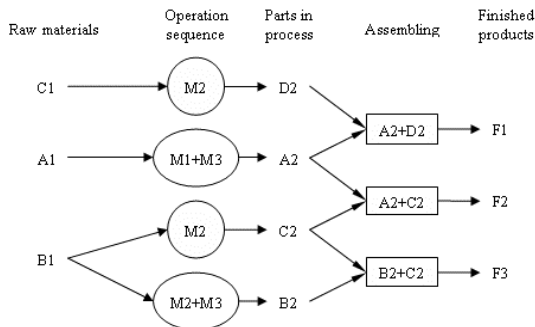 Raw materials
Operation
sequence
Parts in
process
Assembling
Finished
products
C1
M2
D2
A2+D2
F1
A1
M1+M3
A2
A2+C2
F2
B1
M2
C2
B2+C2
F3
M2+M3
B2